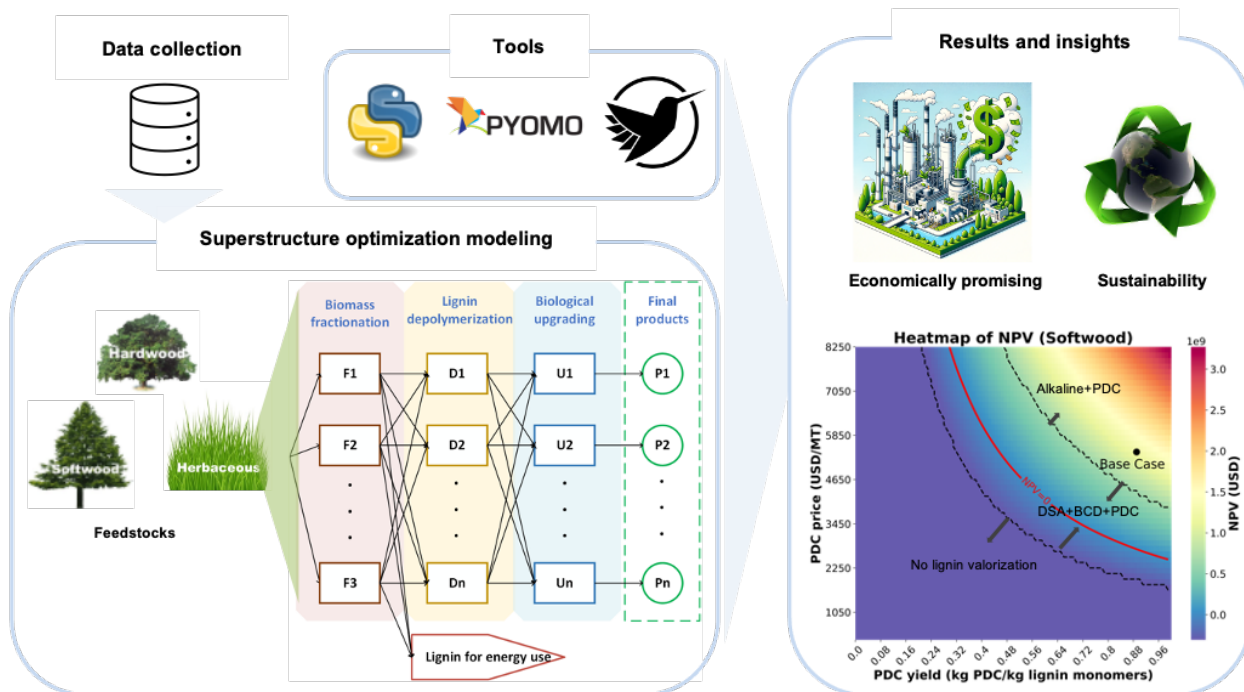 Data collection
Tools
PYOMO
Superstructure optimization modeling
Hardwood
Softwood
Herbaceous
Feedstocks
Biomass
fractionation
Lignin
depolymerization
Biological
upgrading
Final
products
F1
D1
U1
P1
F2
D2
U2
P2
F3
Dn
Un
Pn
Lignin for energy use
Results and insights
Economically promising
Sustainability
Heatmap of NPV (Softwood)
1e9
8250
7050
5850
4650
3450
2250
1050
PDC price (USD/MT)
Alkaline+PDC
Base Case
NPV=0
DSA+BCD+PDC
No lignin valorization
0.0
0.08
0.16
0.24
0.32
0.4
0.48
0.56
0.64
0.72
0.8
0.88
0.96
PDC yield (kg PDC/kg lignin monomers)
3.0
2.5
2.0
1.5
1.0
0.5
0.0
NPV (USD)